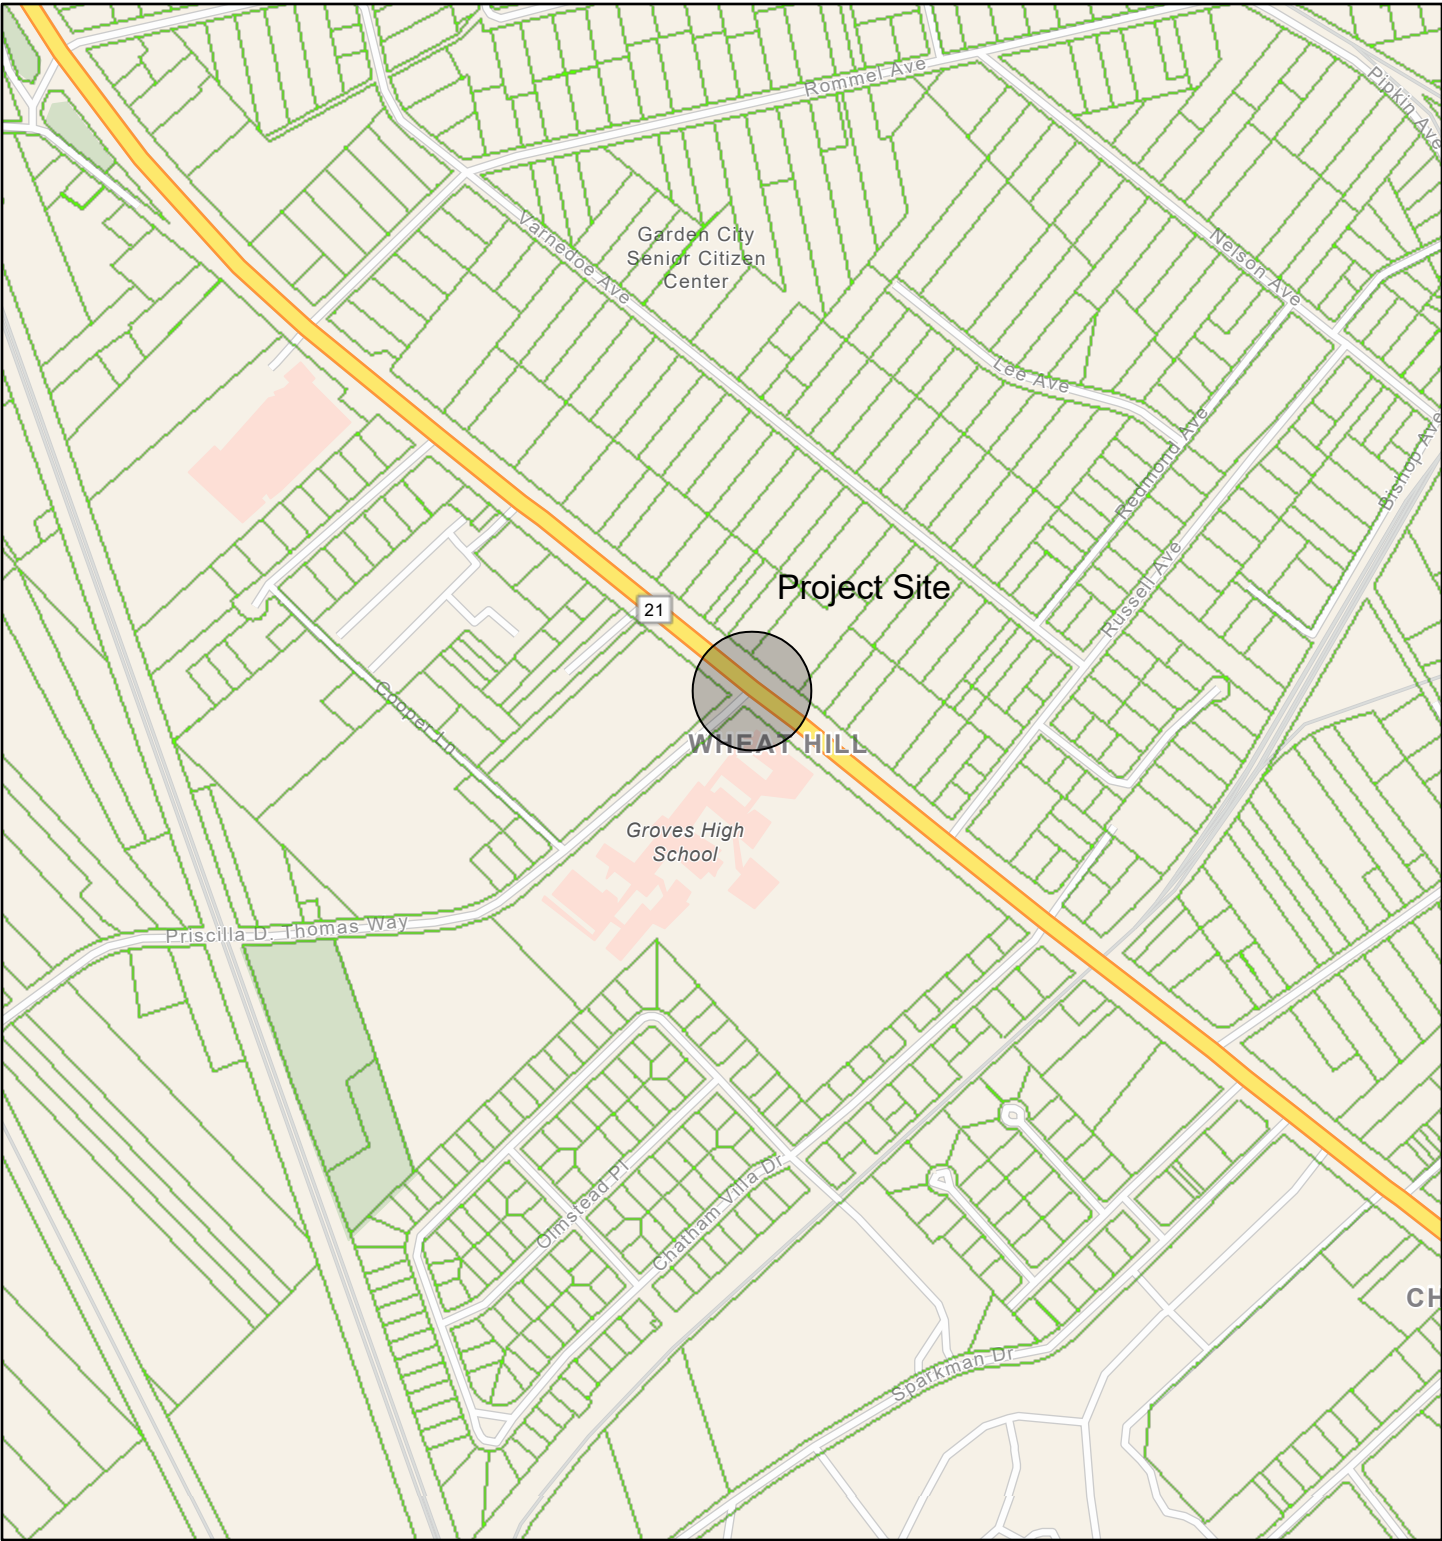 Rommel Ave
Pipkin Ave
Varnedoe Ave
Garden City
Senior Citizen
Center
Nelson Ave
Lee Ave
Redmond Ave
Bishop Ave
Russell Ave
Project Site
21
Cooper Ln
WHEAT HILL
Groves High
School
Priscilla D. Thomas Way
Olmstead Pl
Chatham Villa Dr
CH
Sparkman Dr